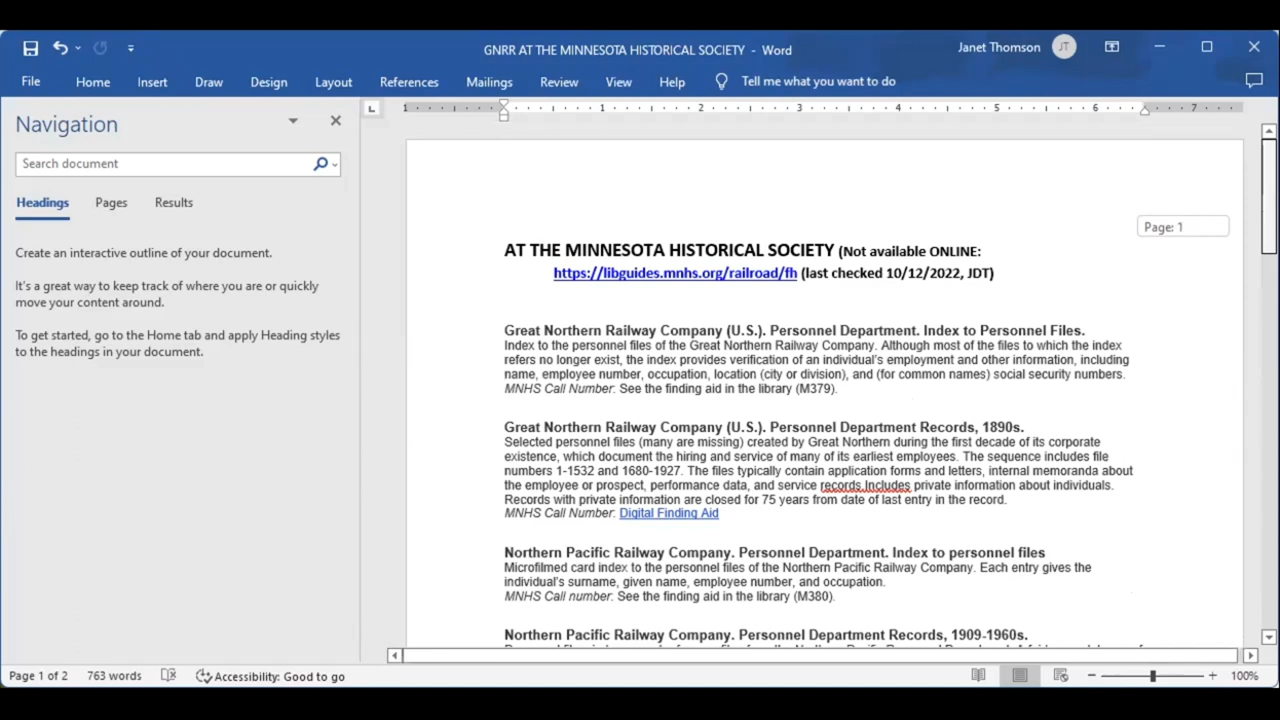 GNRR AT THE MINNESOTA HISTORICAL SOCIETY - Word
Janet Thomson
JT
File Home Insert Draw Design Layout References Mailings Review View Help Tell me what you want to do
Navigation
Search document
Headings Pages Results
Create an interactive outline of your document.
It's a great way to keep track of where you are or quickly
move your content around.
To get started, go to the Home tab and apply Heading styles
to the headings in your document.
1 1 2 3 4 5 6 7
Page: 1
AT THE MINNESOTA HISTORICAL SOCIETY (Not available ONLINE:
https://libguides.mnhs.org/railroad/fh (last checked 10/12/2022, JDT)
Great Northern Railway Company (U.S.). Personnel Department. Index to Personnel Files.
Index to the personnel files of the Great Northern Railway Company. Although most of the files to which the index
refers no longer exist, the index provides verification of an individual's employment and other information, including
name, employee number, occupation, location (city or division), and (for common names) social security numbers.
MNHS Call Number: See the finding aid in the library (M379).
Great Northern Railway Company (U.S.). Personnel Department Records, 1890s.
Selected personnel files (many are missing) created by Great Northern during the first decade of its corporate
existence, which document the hiring and service of many of its earliest employees. The sequence includes file
numbers 1-1532 and 1680-1927. The files typically contain application forms and letters, internal memoranda about
the employee or prospect, performance data, and service records.Includes private information about individuals.
Records with private information are closed for 75 years from date of last entry in the record.
MNHS Call Number: Digital Finding Aid
Northern Pacific Railway Company. Personnel Department. Index to personnel files
Microfilmed card index to the personnel files of the Northern Pacific Railway Company. Each entry gives the
individual's surname, given name, employee number, and occupation.
MNHS Call number: See the finding aid in the library (M380).
Northern Pacific Railway Company. Personnel Department Records, 1909-1960s.
Page 1 of 2 763 words Accessibility: Good to go 100%